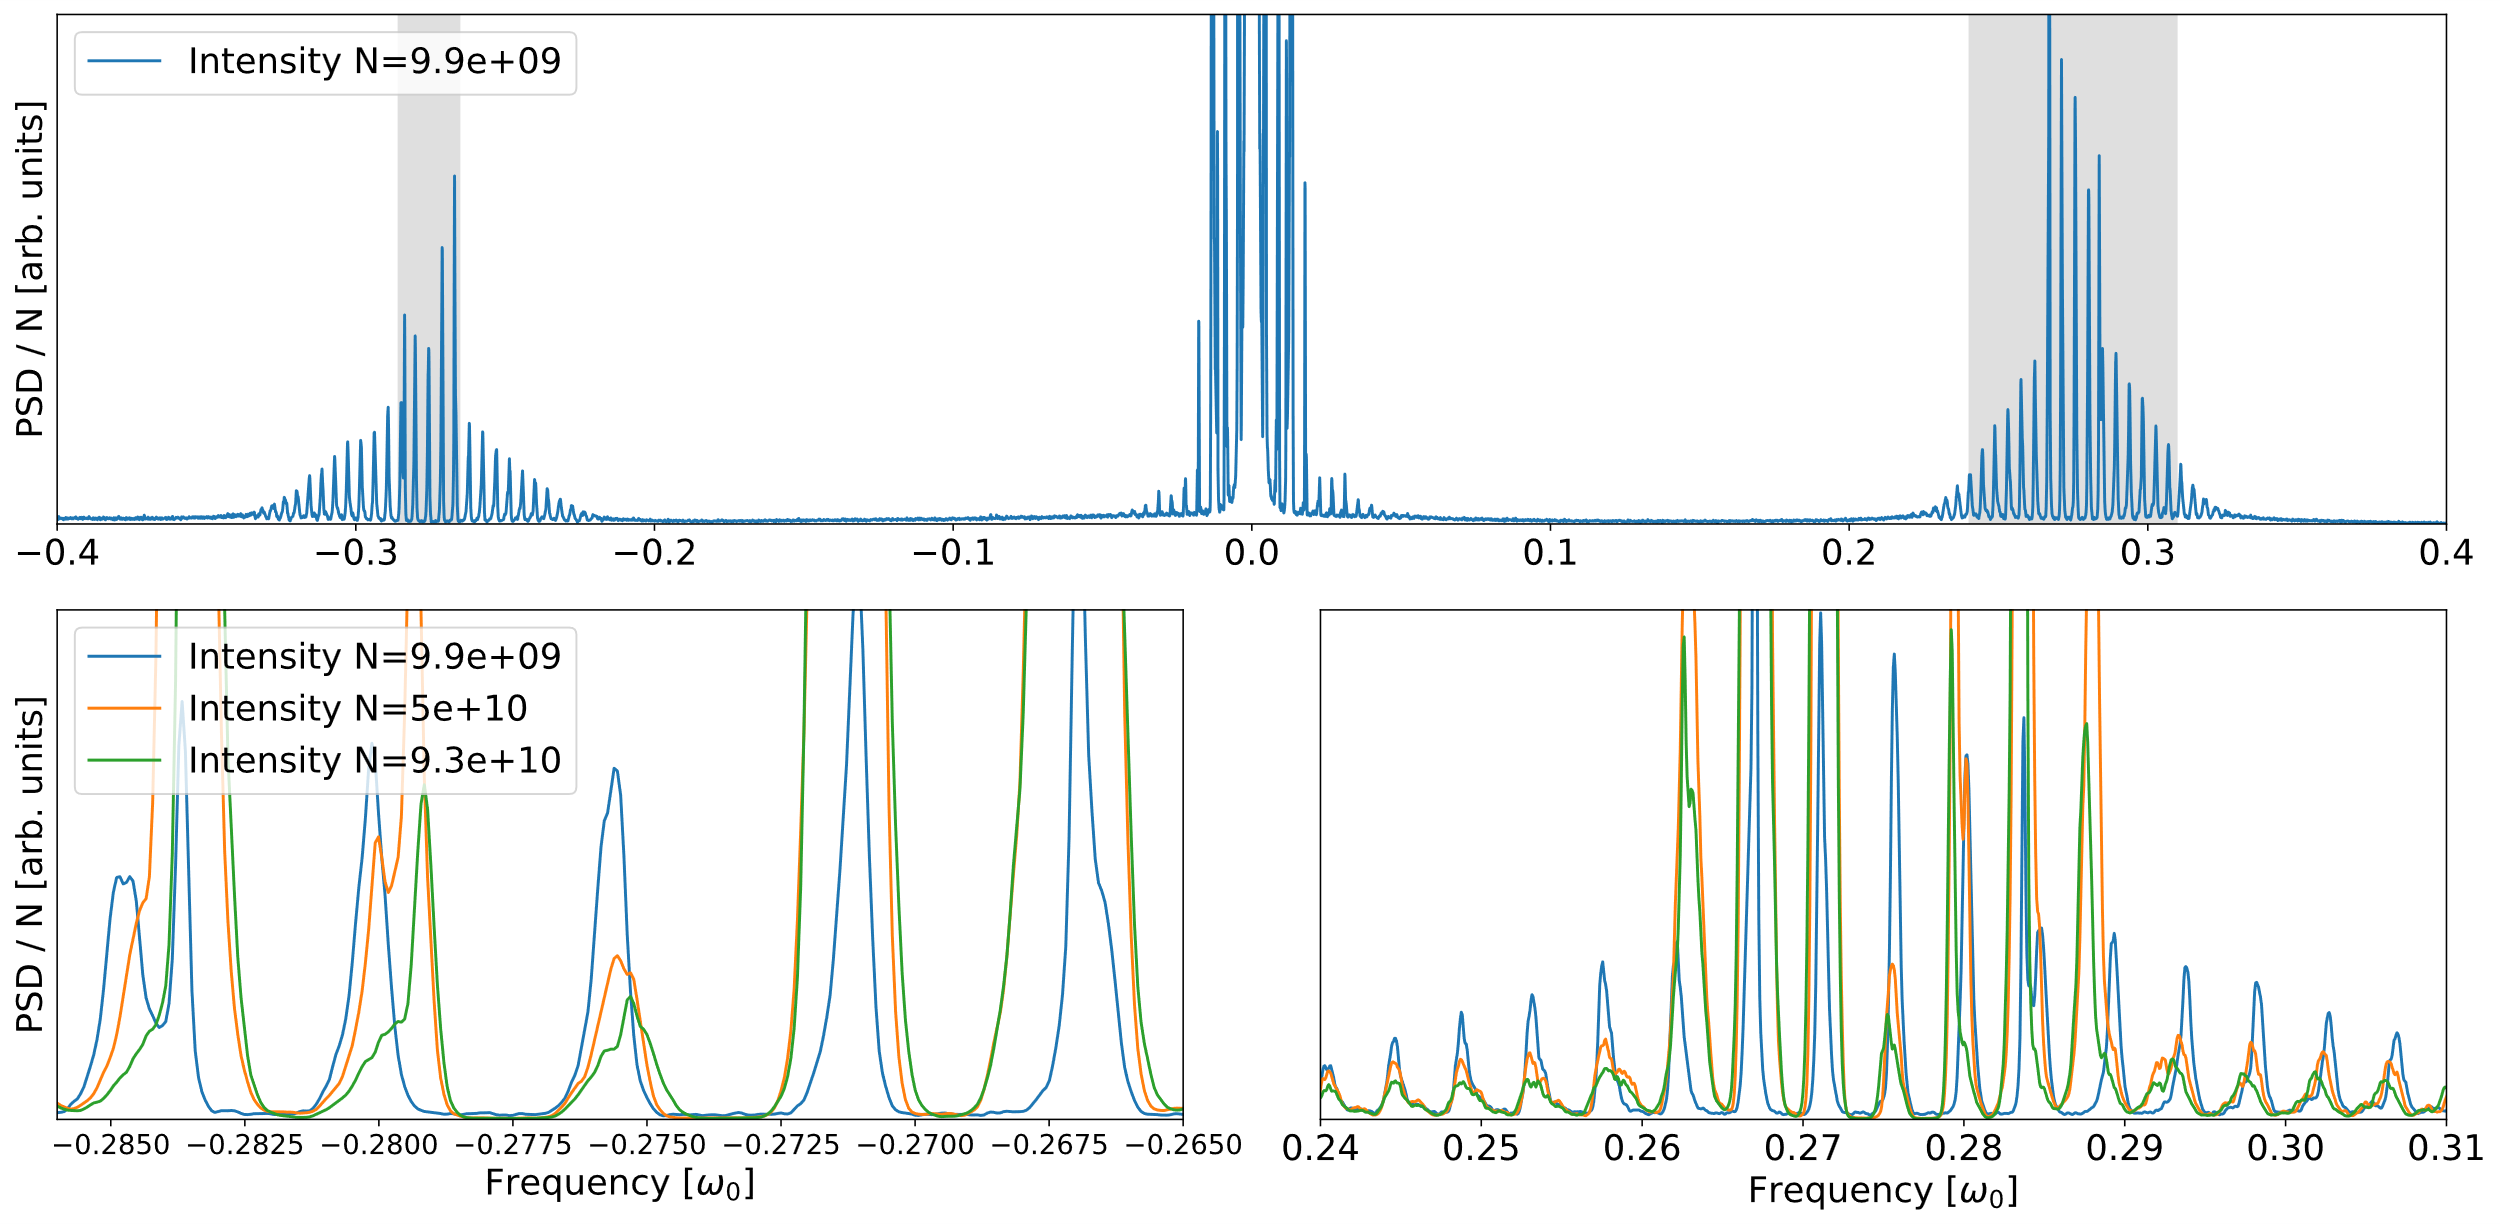 Intensity N=9.9e+09
PSD / N [arb. units]
−0.4 −0.3 −0.2 −0.1 0.0 0.1 0.2 0.3 0.4
Intensity N=9.9e+09
Intensity N=5e+10
Intensity N=9.3e+10
PSD / N [arb. units]
−0.2850 −0.2825 −0.2800 −0.2775 −0.2750 −0.2725 −0.2700 −0.2675 −0.2650
Frequency [ω₀]
0.24 0.25 0.26 0.27 0.28 0.29 0.30 0.31
Frequency [ω₀]